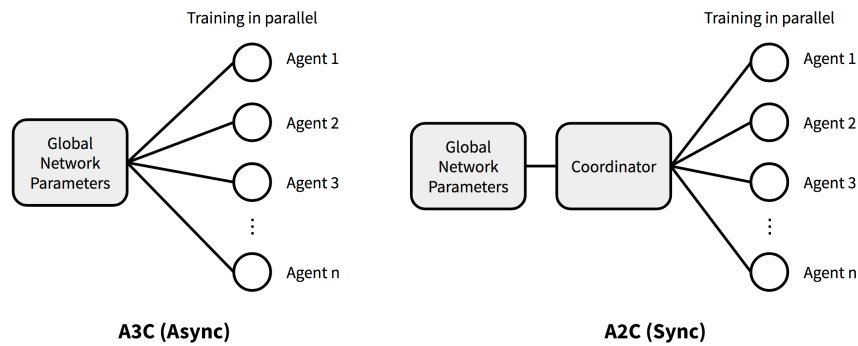 Training in parallel
Agent 1
Agent 2
Agent 3
Agent n
Global
Network
Parameters
A3C (Async)
Training in parallel
Agent 1
Agent 2
Agent 3
Agent n
Global
Network
Parameters
Coordinator
A2C (Sync)